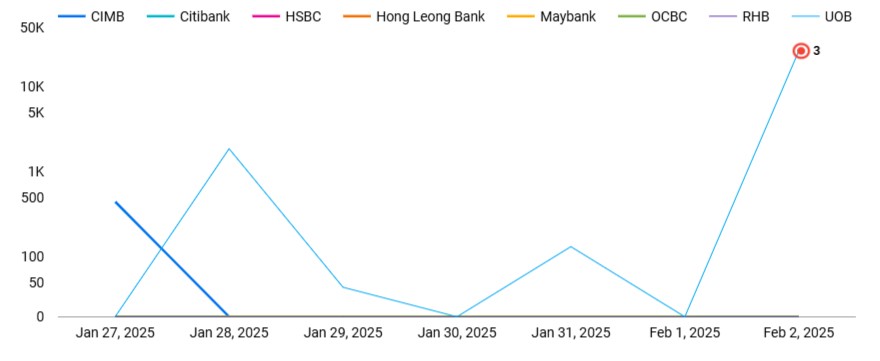 CIMB Citibank HSBC Hong Leong Bank Maybank OCBC RHB UOB
50K
3
10K
5K
1K
500
100
50
0
Jan 27, 2025 Jan 28, 2025 Jan 29, 2025 Jan 30, 2025 Jan 31, 2025 Feb 1, 2025 Feb 2, 2025